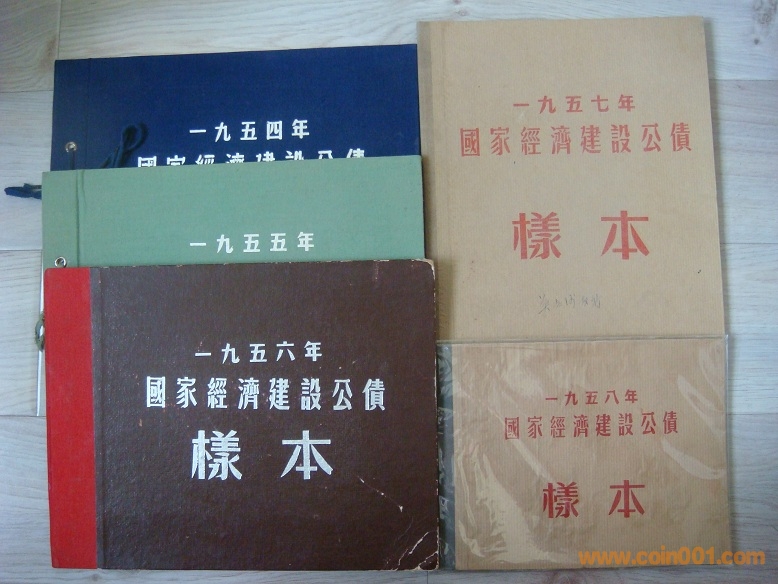 一九五四年
國家經濟建設公債
一九五五年
一九五六年
國家經濟建設公債
樣本
一九五七年
國家經濟建設公債
樣本
一九五八年
國家經濟建設公債
樣本
www.coin001.com